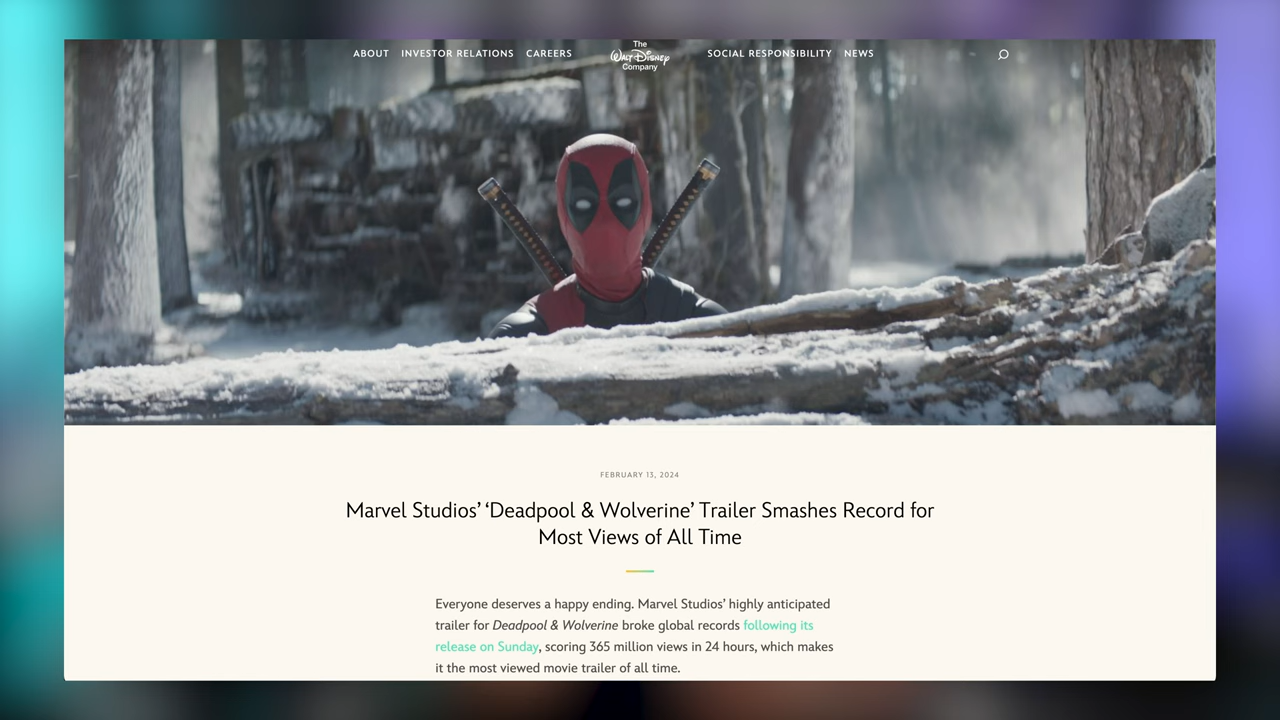 ABOUT INVESTOR RELATIONS CAREERS The Walt Disney Company SOCIAL RESPONSIBILITY NEWS
FEBRUARY 13, 2024
Marvel Studios’ ‘Deadpool & Wolverine’ Trailer Smashes Record for
Most Views of All Time
Everyone deserves a happy ending. Marvel Studios’ highly anticipated
trailer for Deadpool & Wolverine broke global records following its
release on Sunday, scoring 365 million views in 24 hours, which makes
it the most viewed movie trailer of all time.